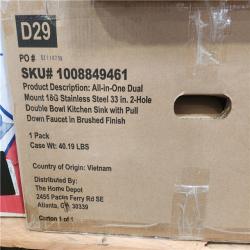 D29
PO #
SKU# 1008849461
Product Description: All-in-One Dual
Mount 18G Stainless Steel 33 in. 2-Hole
Double Bowl Kitchen Sink with Pull
Down Faucet in Brushed Finish
1 Pack
Case Wt: 40.19 LBS
Country of Origin: Vietnam
Distributed By:
The Home Depot
2455 Paces Ferry Rd SE
Atlanta, GA 30339
Carton 1 of 1